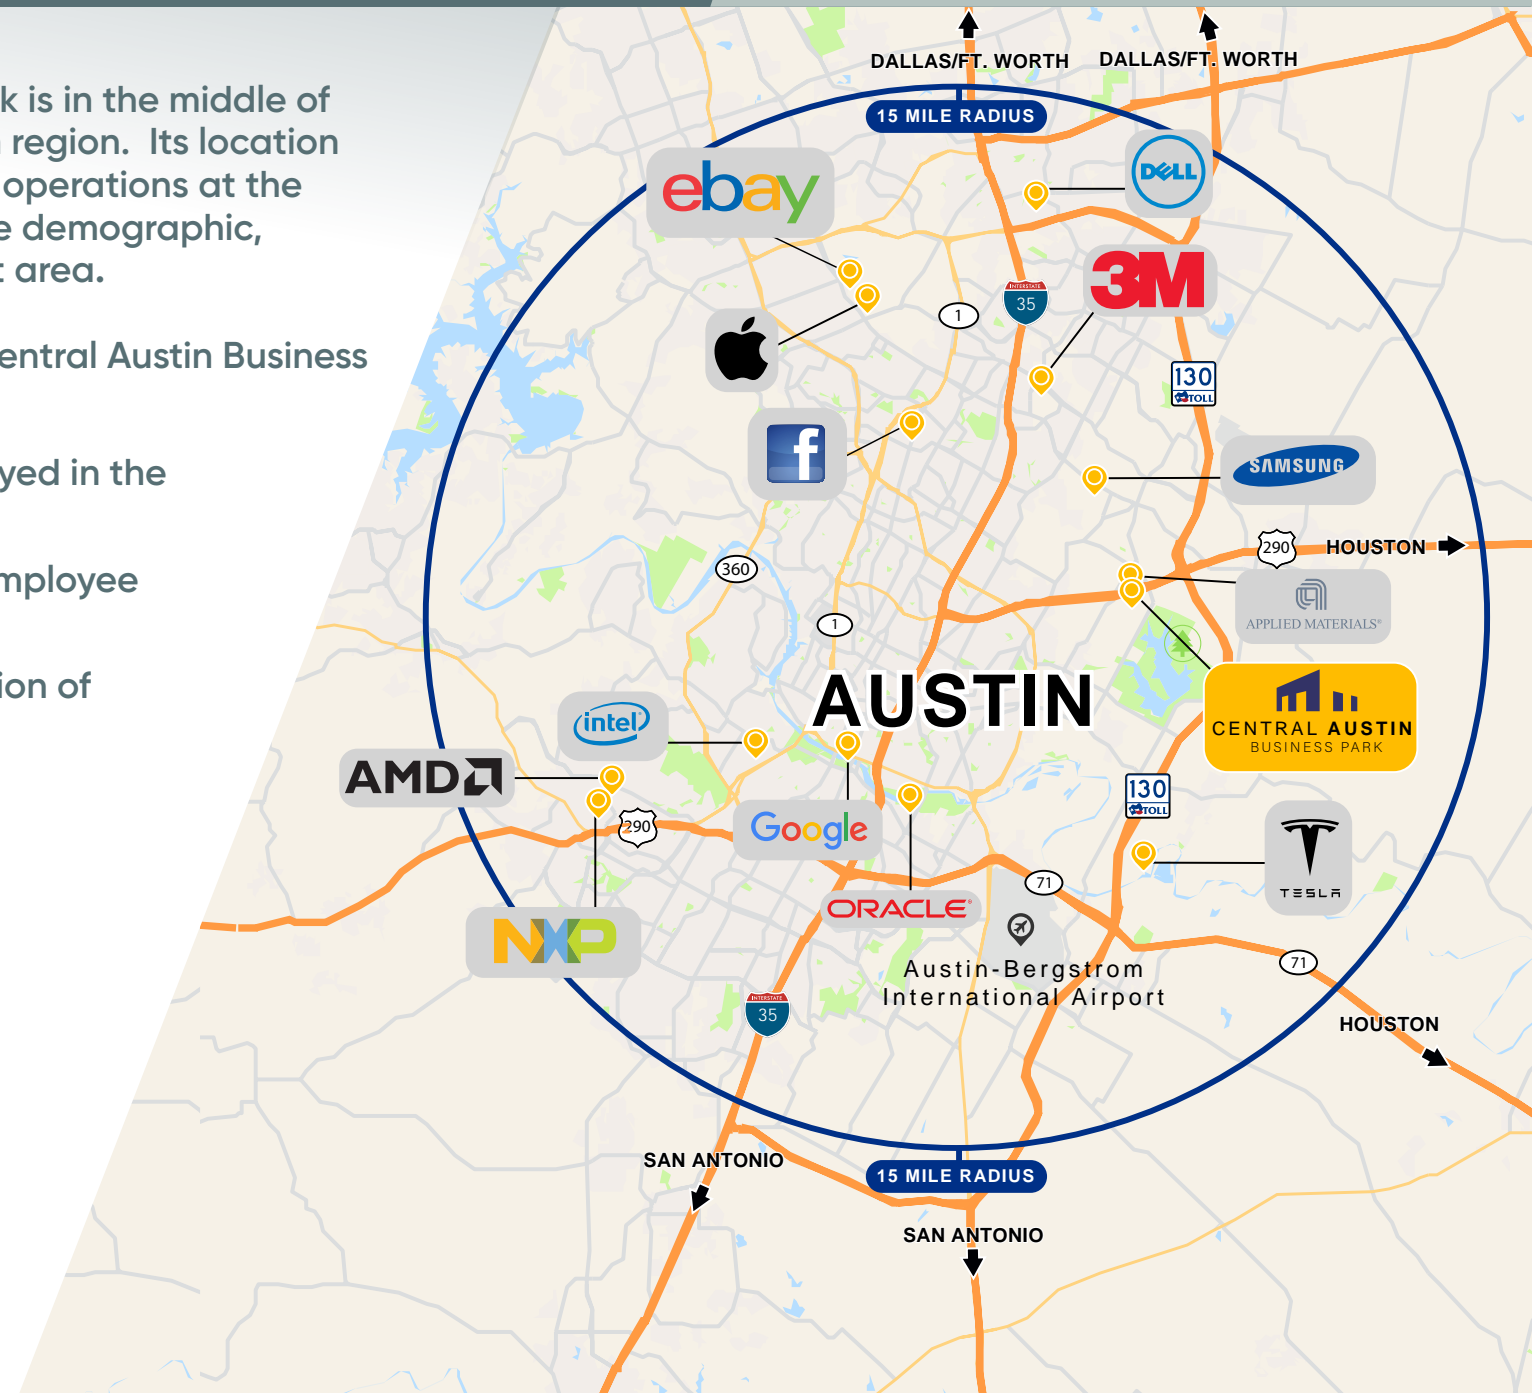 k is in the middle of
region. Its location
operations at the
demographic,
area.
entral Austin Business
yed in the
mployee
ion of
DALLAS/FT. WORTH
DALLAS/FT. WORTH
15 MILE RADIUS
ebay
DELL
3M
INTERSTATE
35
1
130
TOLL
f
SAMSUNG
290
HOUSTON
360
APPLIED MATERIALS®
1
AUSTIN
CENTRAL AUSTIN
BUSINESS PARK
intel
AMD
130
TOLL
290
Google
TESLA
71
ORACLE®
NXP
Austin-Bergstrom
International Airport
71
INTERSTATE
35
HOUSTON
SAN ANTONIO
15 MILE RADIUS
SAN ANTONIO